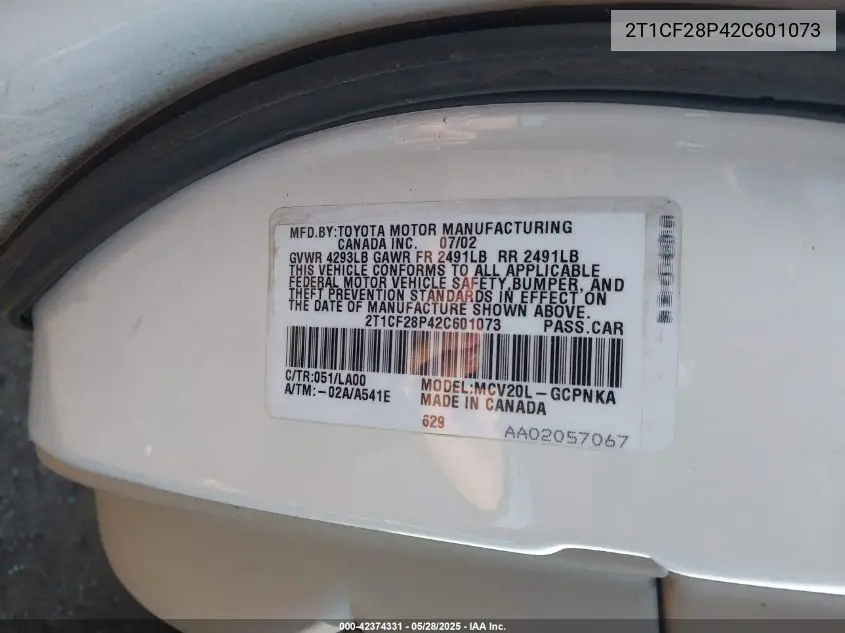 2T1CF28P42C601073
MFD.BY:TOYOTA MOTOR MANUFACTURING
CANADA INC. 07/02
GVWR 4293LB GAWR FR 2491LB RR 2491LB
THIS VEHICLE CONFORMS TO ALL APPLICABLE
FEDERAL MOTOR VEHICLE SAFETY,BUMPER, AND
THEFT PREVENTION STANDARDS IN EFFECT ON
THE DATE OF MANUFACTURE SHOWN ABOVE.
2T1CF28P42C601073 PASS.CAR
C/TR:051/LA00
A/TM:-02A/A541E
MODEL:MCV20L-GCPNKA
MADE IN CANADA
629
AA02057067
000-42374331 - 05/28/2025 - IAA Inc.